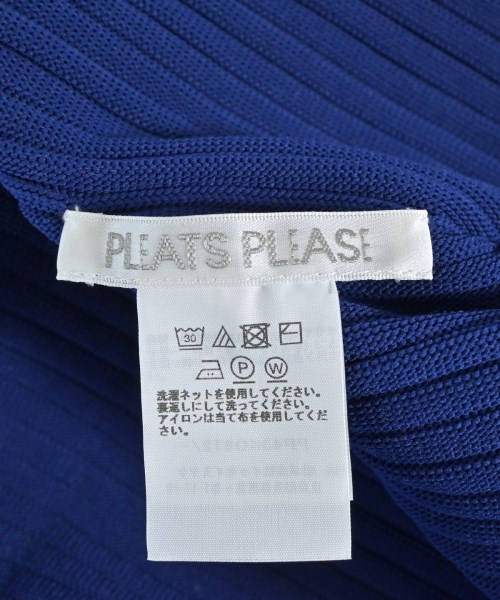 PLEATS PLEASE
30
P W
洗濯ネットを使用してください。
裏返しにして洗ってください。
アイロンは当て布を使用してくだ
さい。